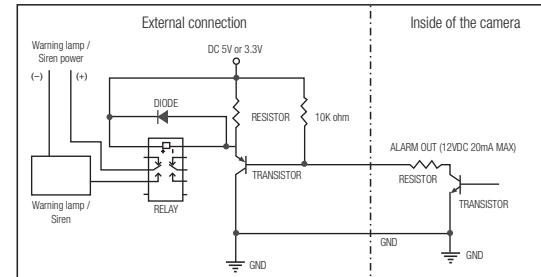 External connection
Inside of the camera
Warning lamp /
Siren power
(−)
(+)
DC 5V or 3.3V
DIODE
RESISTOR
10K ohm
ALARM OUT (12VDC 20mA MAX)
RESISTOR
TRANSISTOR
TRANSISTOR
Warning lamp /
Siren
RELAY
GND
GND
GND